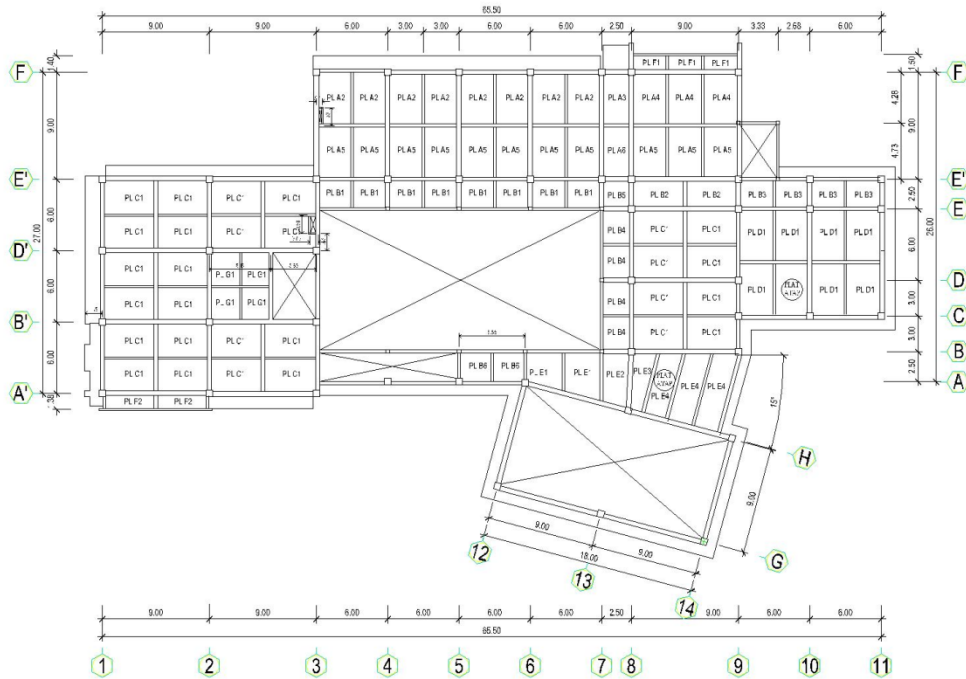 65.50
9.00 9.00 6.00 3.00 3.00 6.00 6.00 2.50 9.00 3.33 2.68 6.00
F 1.40 PL F1 PL F1 PL F1 1.50 F
PL A2 PL A2 PL A2 PL A2 PL A2 PL A2 PL A2 PL A2 PL A3 PL A4 PL A4 PL A4 4.28
9.00 9.00
PL A5 PL A5 PL A5 PL A5 PL A5 PL A5 PL A5 PL A5 PL A6 PL A5 PL A5 PL A5 4.73
E' E'
PL C1 PL C1 PL C1 PL B1 PL B1 PL B1 PL B1 PL B1 PL B1 PL B1 PL B1 PL B5 PL B2 PL B2 PL B3 PL B3 PL B3 PL B3 2.50
27.00 6.00 E
PL C1 PL C1 PL C1 PL B4 PL C1 PL D1 PL D1 PL D1 PL D1 6.00 26.00
D' PL B4 PL C1
PL C1 PL C1 PL G1 PL C1 D
6.00 PL G1 PL B4 PL C1 PL D1 PL D1 PL D1 3.00
PL C1 PL C1 C
B' PL B4 PL C1 3.00
PL C1 PL C1 PL C1 B
6.00 PL B6 PL B6 PL E2 PL E3 PL E4 PL E4 2.50
PL C1 PL C1 PL C1 PL E4 A
A' 15°
PL F2 PL F2
H
9.00
9.00 9.00
12 18.00 G
13
14
9.00 9.00 6.00 6.00 6.00 6.00 2.50 9.00 6.00 6.00
65.50
1 2 3 4 5 6 7 8 9 10 11